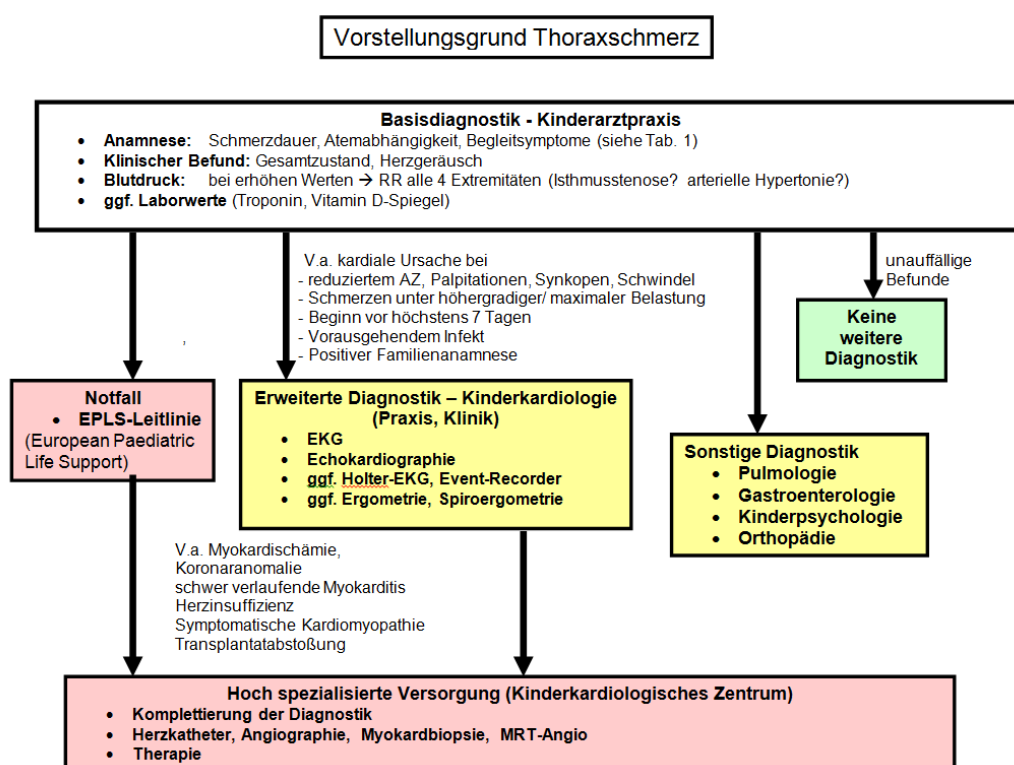 Vorstellungsgrund Thoraxschmerz
Basisdiagnostik - Kinderarztpraxis
• Anamnese: Schmerzdauer, Atemabhängigkeit, Begleitsymptome (siehe Tab. 1)
• Klinischer Befund: Gesamtzustand, Herzgeräusch
• Blutdruck: bei erhöhen Werten → RR alle 4 Extremitäten (Isthmusstenose? arterielle Hypertonie?)
• ggf. Laborwerte (Troponin, Vitamin D-Spiegel)
V.a. kardiale Ursache bei
- reduziertem AZ, Palpitationen, Synkopen, Schwindel
- Schmerzen unter höhergradiger/ maximaler Belastung
- Beginn vor höchstens 7 Tagen
- Vorausgehendem Infekt
- Positiver Familienanamnese
unauffällige
Befunde
Keine
weitere
Diagnostik
,
Notfall
• EPLS-Leitlinie
(European Paediatric
Life Support)
Erweiterte Diagnostik – Kinderkardiologie
(Praxis, Klinik)
• EKG
• Echokardiographie
• ggf. Holter-EKG, Event-Recorder
• ggf. Ergometrie, Spiroergometrie
Sonstige Diagnostik
• Pulmologie
• Gastroenterologie
• Kinderpsychologie
• Orthopädie
V.a. Myokardischämie,
Koronaranomalie
schwer verlaufende Myokarditis
Herzinsuffizienz
Symptomatische Kardiomyopathie
Transplantatabstoßung
Hoch spezialisierte Versorgung (Kinderkardiologisches Zentrum)
• Komplettierung der Diagnostik
• Herzkatheter, Angiographie, Myokardbiopsie, MRT-Angio
• Therapie